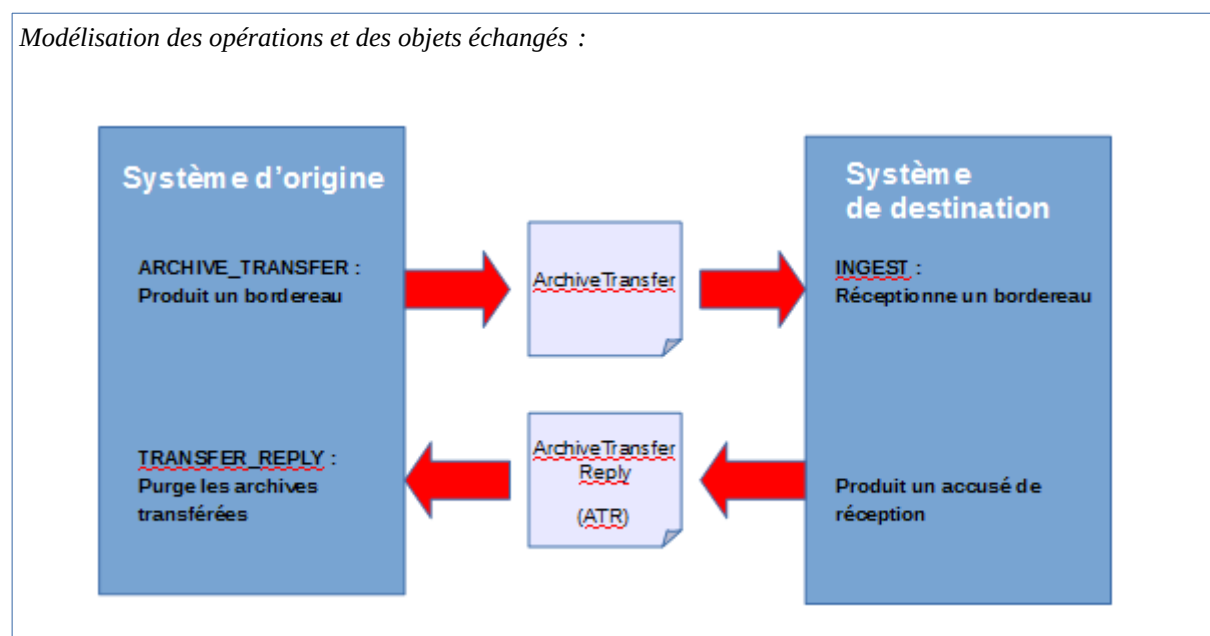 Modélisation des opérations et des objets échangés :
Système d'origine
Système
de destination
ARCHIVE_TRANSFER :
Produit un bordereau
ArchiveTransfer
INGEST :
Réceptionne un bordereau
TRANSFER_REPLY :
Purge les archives
transférées
ArchiveTransfer
Reply
(ATR)
Produit un accusé de
réception